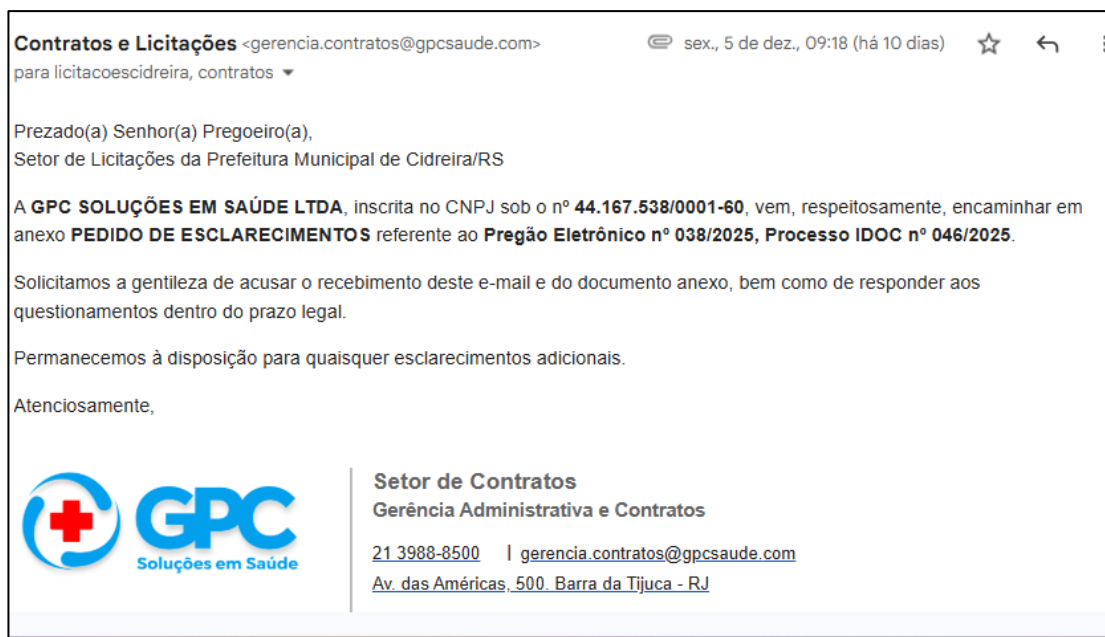 Contratos e Licitações <gerencia.contratos@gpcsaude.com> sex., 5 de dez., 09:18 (há 10 dias)
para licitacoescidreira, contratos
Prezado(a) Senhor(a) Pregoeiro(a),
Setor de Licitações da Prefeitura Municipal de Cidreira/RS
A GPC SOLUÇÕES EM SAÚDE LTDA, inscrita no CNPJ sob o nº 44.167.538/0001-60, vem, respeitosamente, encaminhar em
anexo PEDIDO DE ESCLARECIMENTOS referente ao Pregão Eletrônico nº 038/2025, Processo IDOC nº 046/2025.
Solicitamos a gentileza de acusar o recebimento deste e-mail e do documento anexo, bem como de responder aos
questionamentos dentro do prazo legal.
Permanecemos à disposição para quaisquer esclarecimentos adicionais.
Atenciosamente,
GPC
Soluções em Saúde
Setor de Contratos
Gerência Administrativa e Contratos
21 3988-8500 | gerencia.contratos@gpcsaude.com
Av. das Américas, 500. Barra da Tijuca - RJ